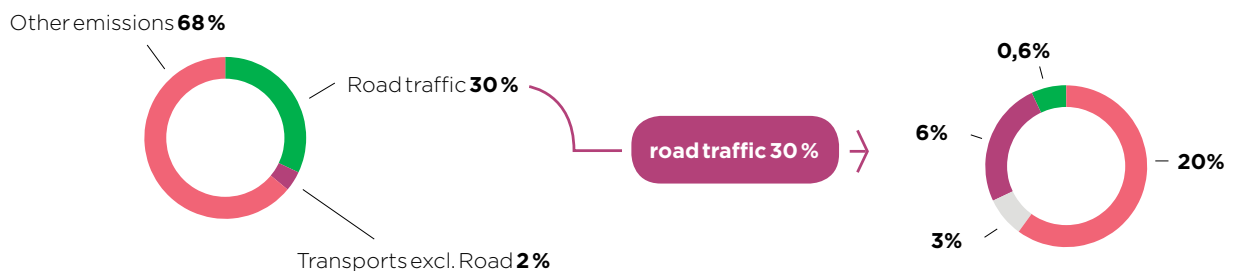 Other emissions 68 %
Road traffic 30 %
Transports excl. Road 2 %
road traffic 30 %
0,6%
6%
20%
3%